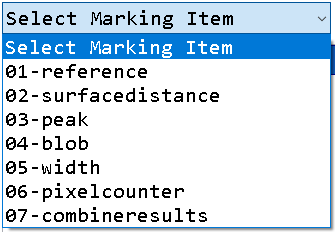 Select Marking Item
Select Marking Item
01-reference
02-surfacedistance
03-peak
04-blob
05-width
06-pixelcounter
07-combineresults